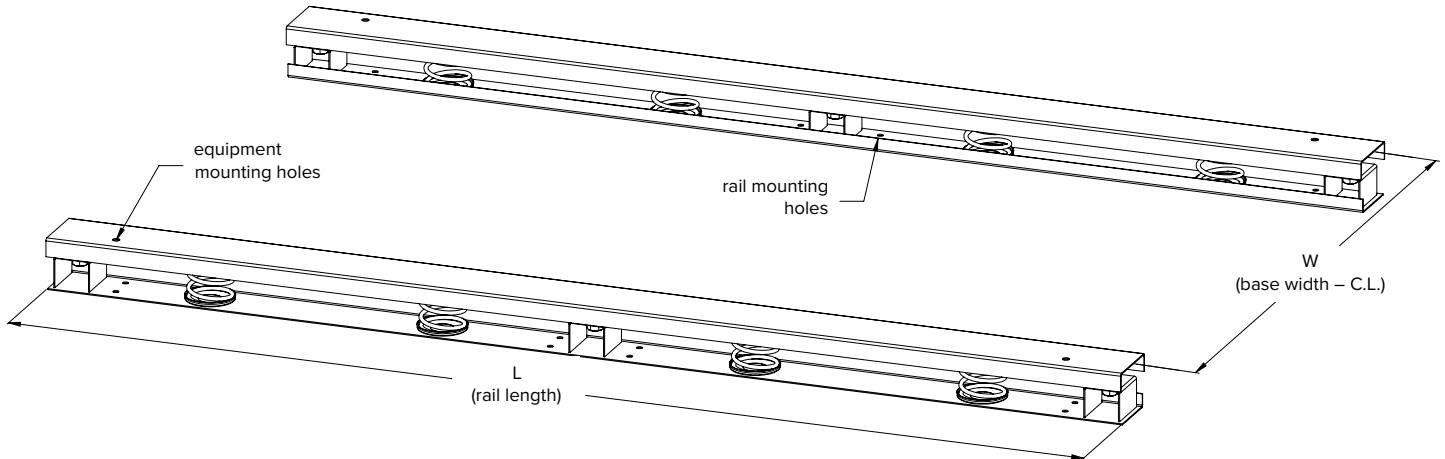 equipment
mounting holes
rail mounting
holes
W
(base width – C.L.)
L
(rail length)